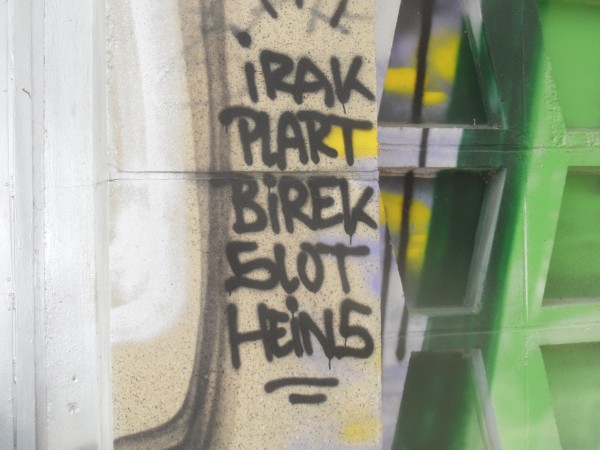 iRAK
PLART
BiREK
SLOT
HEiNS